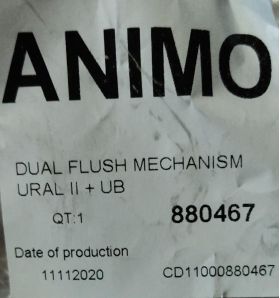 ANIMO
DUAL FLUSH MECHANISM
URAL II + UB
QT:1 880467
Date of production
11112020 CD11000880467